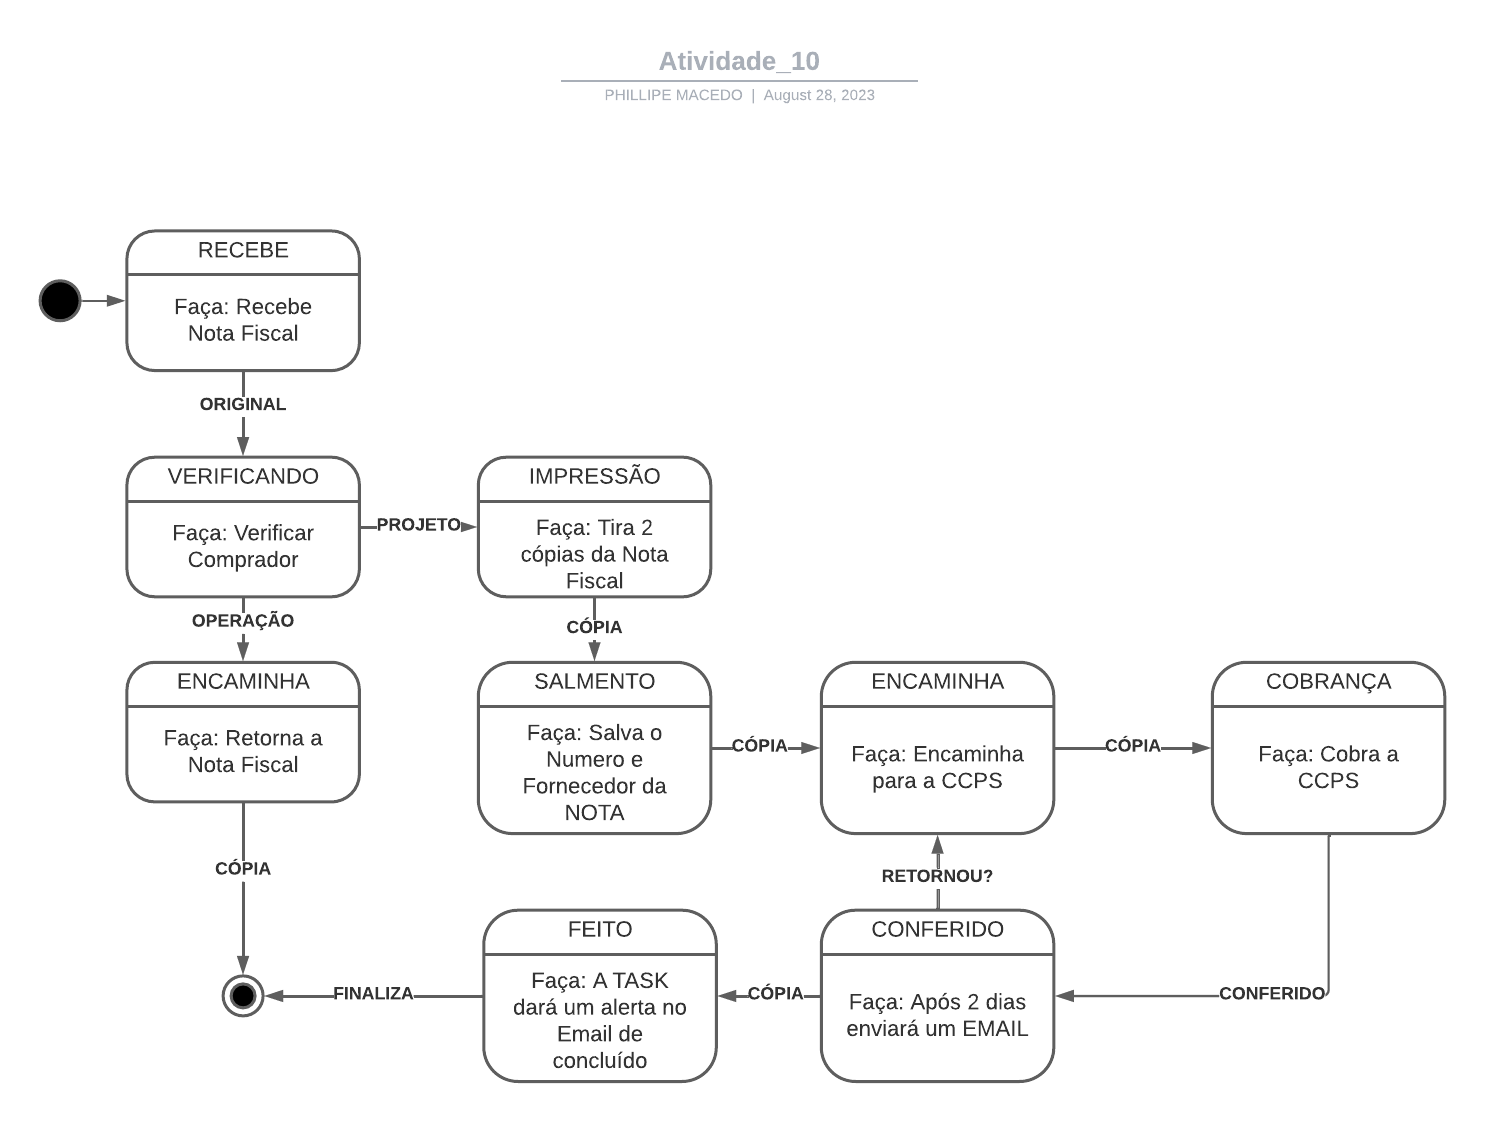 Atividade_10
PHILLIPE MACEDO | August 28, 2023
RECEBE
Faça: Recebe
Nota Fiscal
ORIGINAL
VERIFICANDO
Faça: Verificar
Comprador
PROJETO
IMPRESSÃO
Faça: Tira 2
cópias da Nota
Fiscal
OPERAÇÃO
CÓPIA
ENCAMINHA
Faça: Retorna a
Nota Fiscal
SALMENTO
Faça: Salva o
Numero e
Fornecedor da
NOTA
CÓPIA
ENCAMINHA
Faça: Encaminha
para a CCPS
CÓPIA
COBRANÇA
Faça: Cobra a
CCPS
CÓPIA
RETORNOU?
FEITO
Faça: A TASK
dará um alerta no
Email de
concluído
CONFERIDO
Faça: Após 2 dias
enviará um EMAIL
FINALIZA
CÓPIA
CONFERIDO